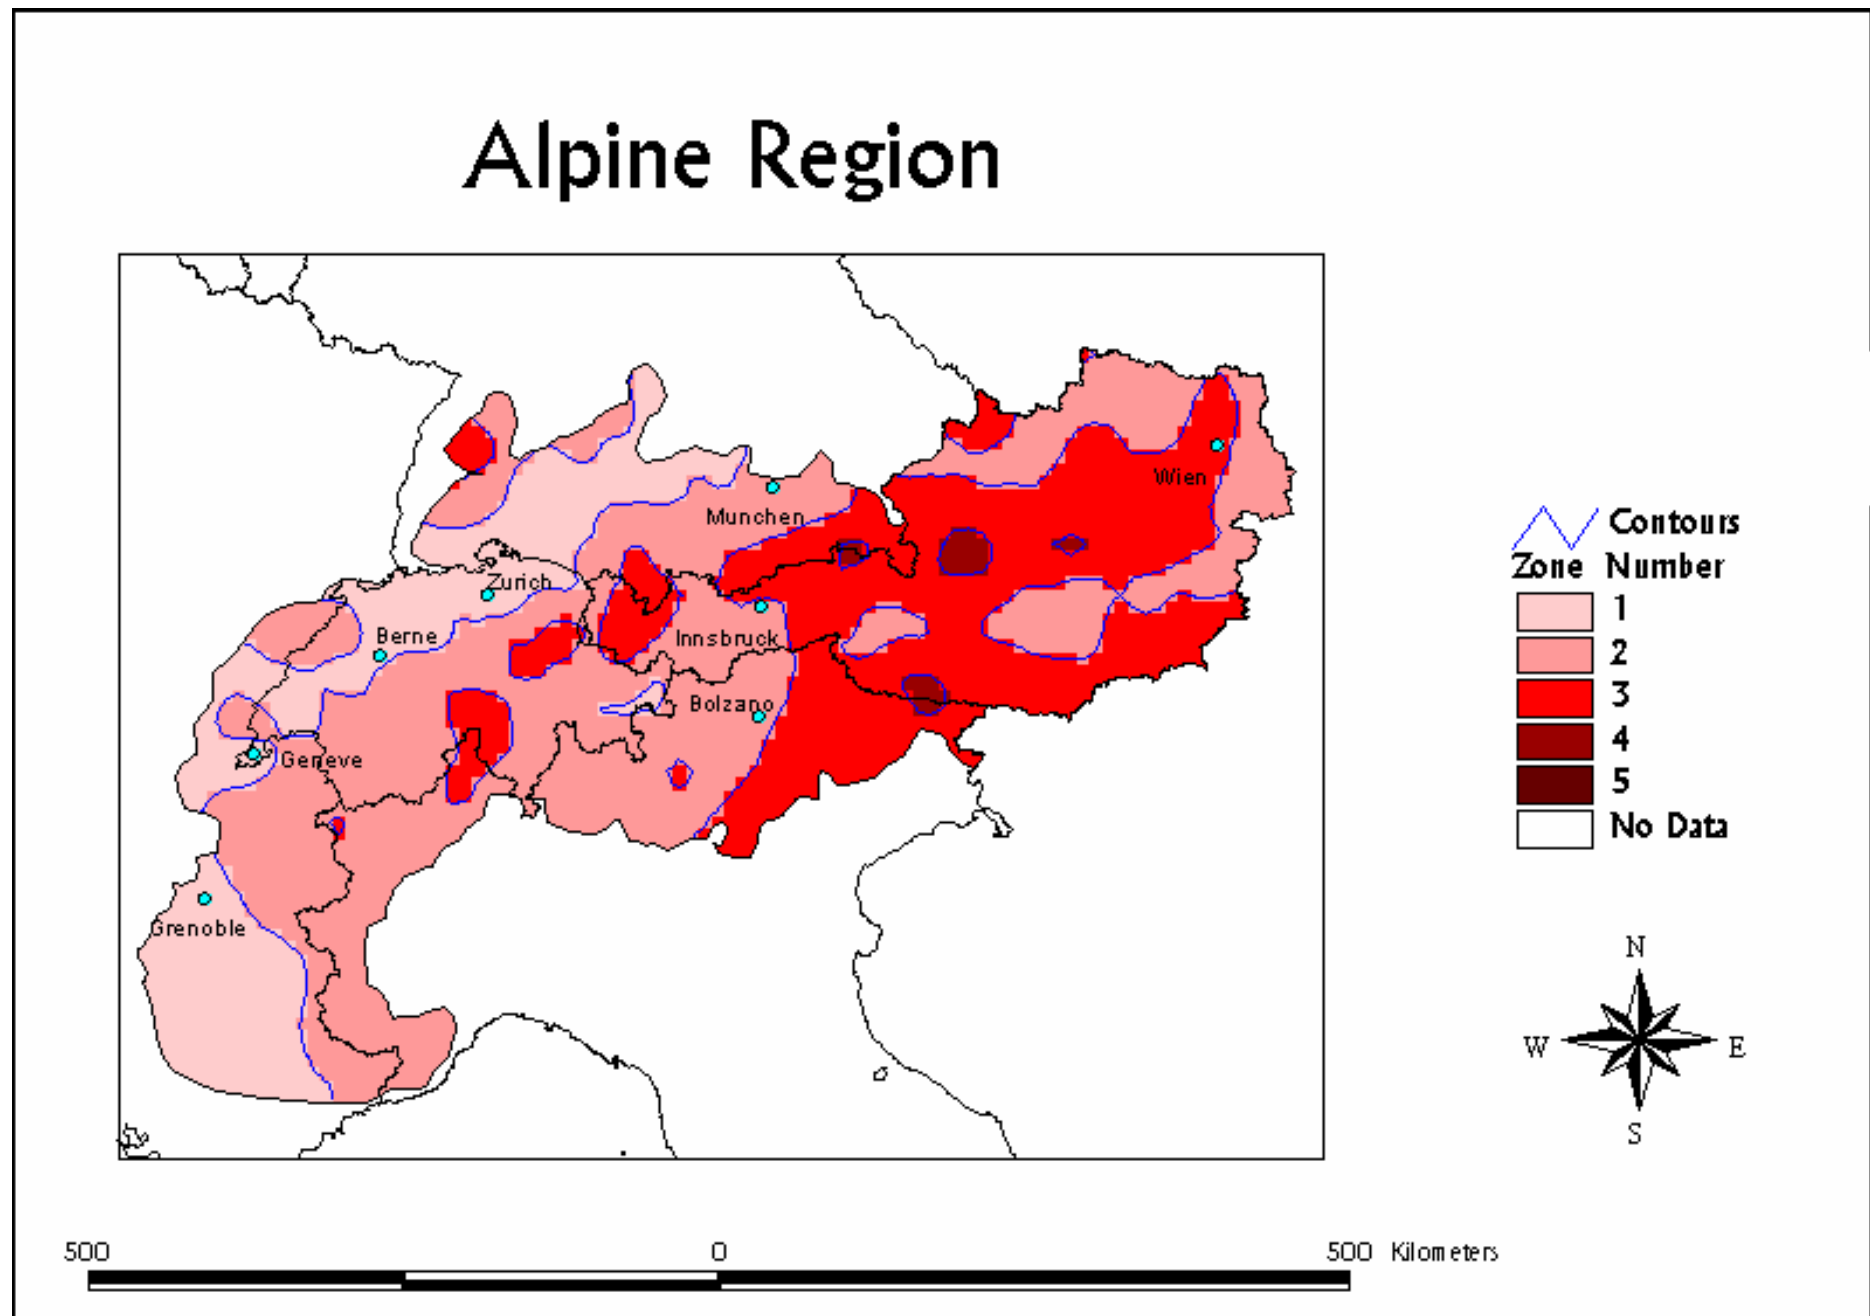 Alpine Region
Wien
Munchen
Zurich
Berne
Innsbruck
Bolzano
Geneve
Grenoble
Contours
Zone Number
1
2
3
4
5
No Data
N
W E
S
500 0 500 Kilometers